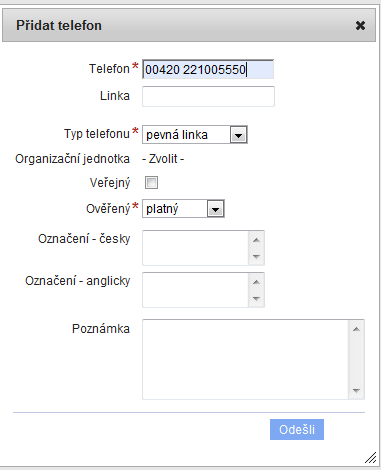 Přidat telefon
Telefon* 00420 221005550
Linka
Typ telefonu* pevná linka
Organizační jednotka - Zvolit -
Veřejný
Ověřený* platný
Označení - česky
Označení - anglicky
Poznámka
Odešli